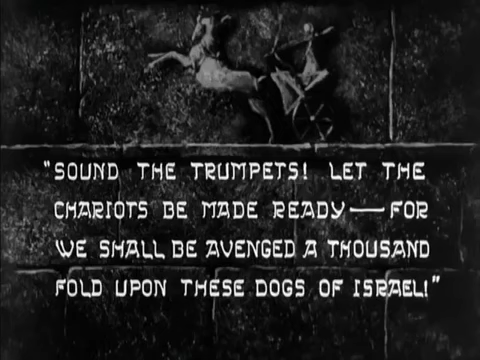 "SOUND THE TRUMPETS! LET THE
CHARIOTS BE MADE READY — FOR
WE SHALL BE AVENGED A THOUSAND
FOLD UPON THESE DOGS OF ISRAEL!"